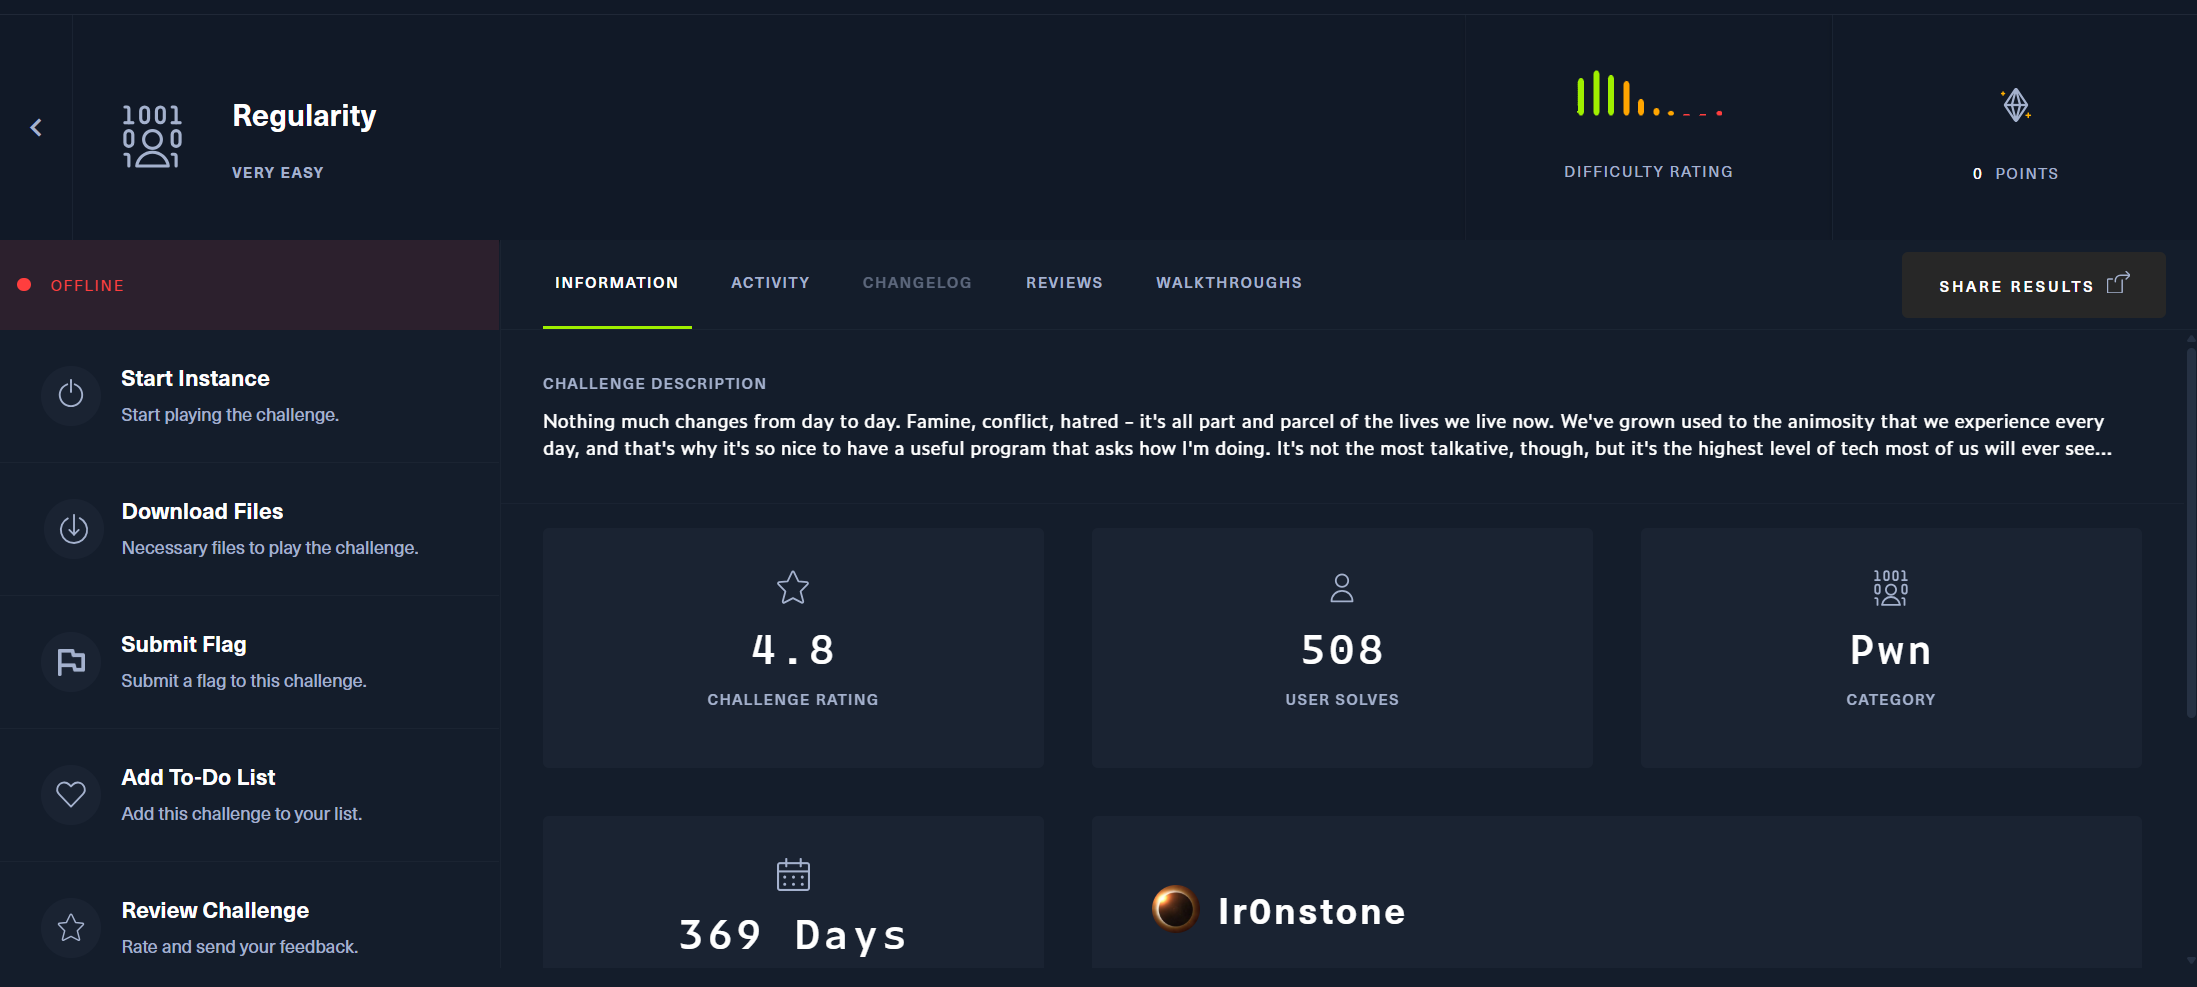 Regularity
VERY EASY
DIFFICULTY RATING
0 POINTS
OFFLINE
INFORMATION
ACTIVITY
CHANGELOG
REVIEWS
WALKTHROUGHS
SHARE RESULTS
Start Instance
Start playing the challenge.
Download Files
Necessary files to play the challenge.
Submit Flag
Submit a flag to this challenge.
Add To-Do List
Add this challenge to your list.
Review Challenge
Rate and send your feedback.
CHALLENGE DESCRIPTION
Nothing much changes from day to day. Famine, conflict, hatred - it's all part and parcel of the lives we live now. We've grown used to the animosity that we experience every
day, and that's why it's so nice to have a useful program that asks how I'm doing. It's not the most talkative, though, but it's the highest level of tech most of us will ever see...
4.8
CHALLENGE RATING
508
USER SOLVES
Pwn
CATEGORY
369 Days
Ir0nstone